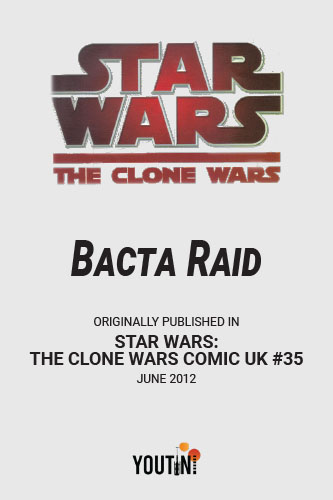 STAR
WARS
THE CLONE WARS
BACTA RAID
ORIGINALLY PUBLISHED IN
STAR WARS:
THE CLONE WARS COMIC UK #35
JUNE 2012
YOUTINI